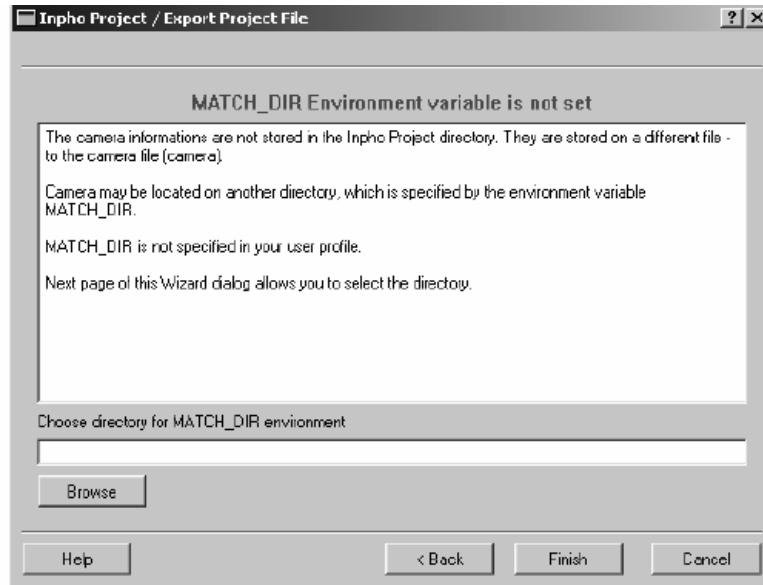 Inpho Project / Export Project File
MATCH_DIR Environment variable is not set
The camera informations are not stored in the Inpho Project directory. They are stored on a different file -
to the camera file (camera).
Camera may be located on another directory, which is specified by the environment variable
MATCH_DIR.
MATCH_DIR is not specified in your user profile.
Next page of this Wizard dialog allows you to select the directory.
Choose directory for MATCH_DIR environment
Browse
Help
< Back
Finish
Cancel